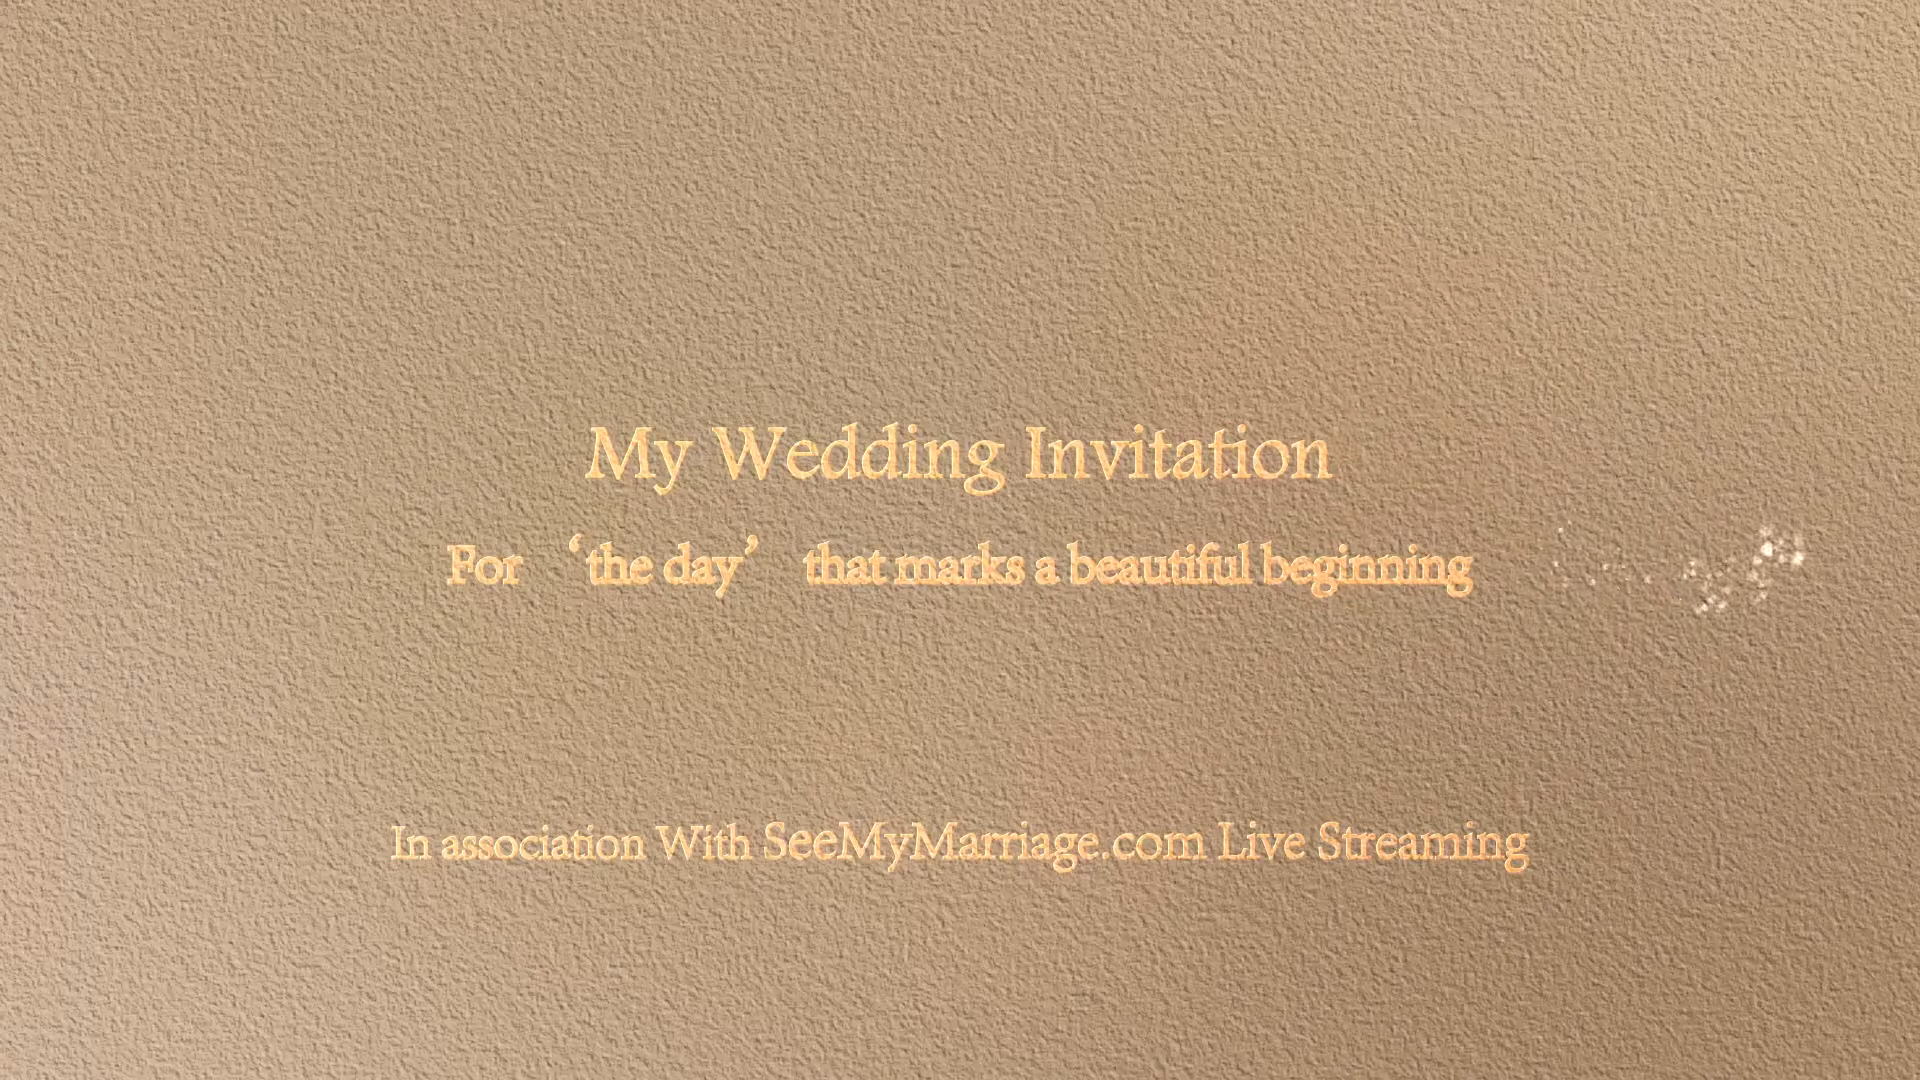 My Wedding Invitation
For ‘the day’ that marks a beautiful beginning
In association With SeeMyMarriage.com Live Streaming